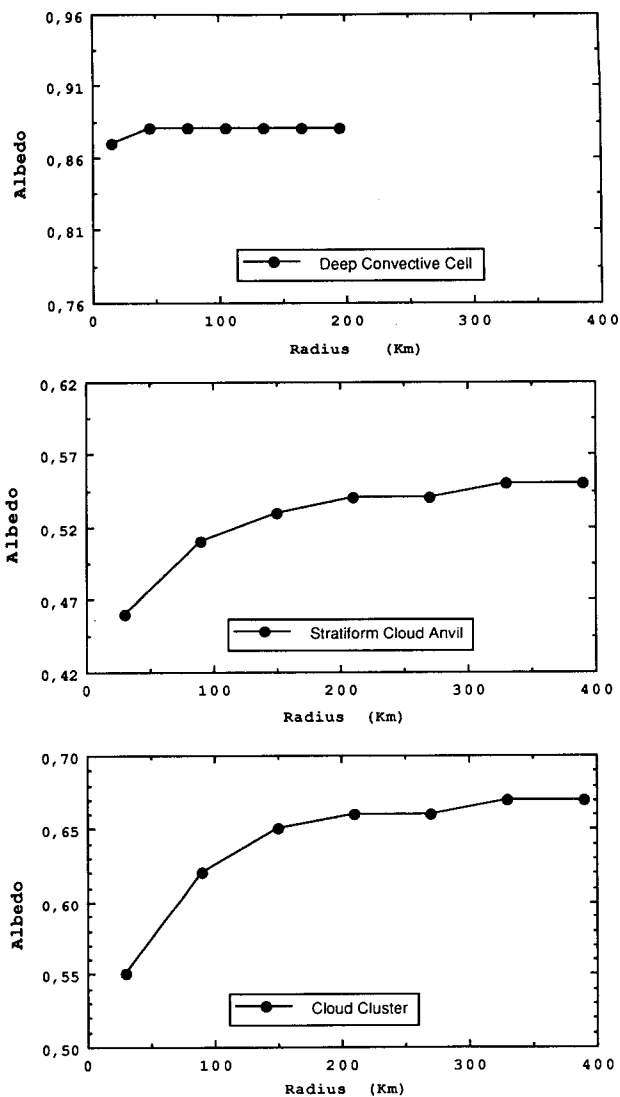 0,96
0,91
0,86
0,81
0,76
Albedo
Deep Convective Cell
0 100 200 300 400
Radius (Km)
0,62
0,57
0,52
0,47
0,42
Albedo
Stratiform Cloud Anvil
0 100 200 300 400
Radius (Km)
0,70
0,65
0,60
0,55
0,50
Albedo
Cloud Cluster
0 100 200 300 400
Radius (Km)